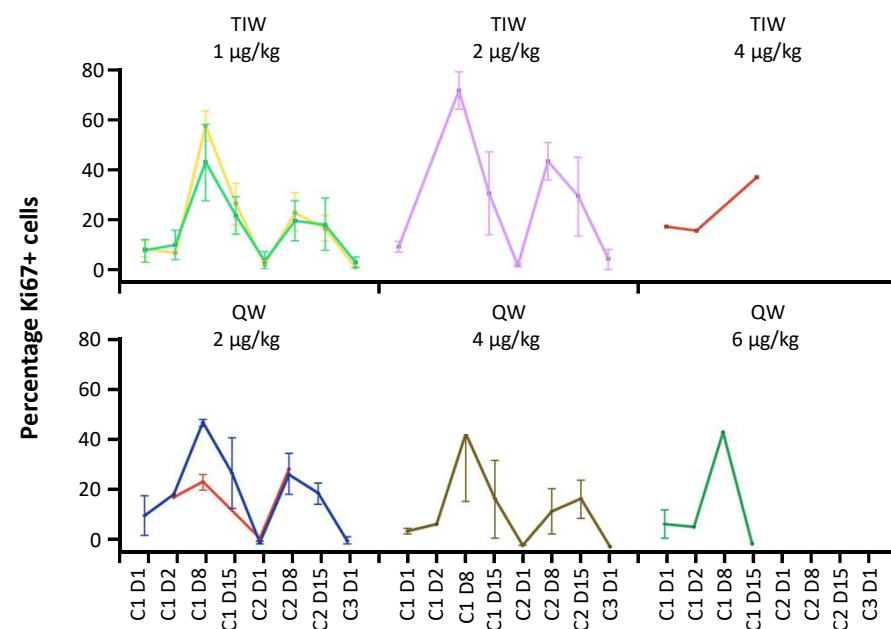 TIW
1 µg/kg
TIW
2 µg/kg
TIW
4 µg/kg
80
60
40
20
0
Percentage Ki67+ cells
QW
2 µg/kg
QW
4 µg/kg
QW
6 µg/kg
80
60
40
20
0
C1 D1
C1 D2
C1 D8
C1 D15
C2 D1
C2 D8
C2 D15
C3 D1
C1 D1
C1 D2
C1 D8
C1 D15
C2 D1
C2 D8
C2 D15
C3 D1
C1 D1
C1 D2
C1 D8
C1 D15
C2 D1
C2 D8
C2 D15
C3 D1